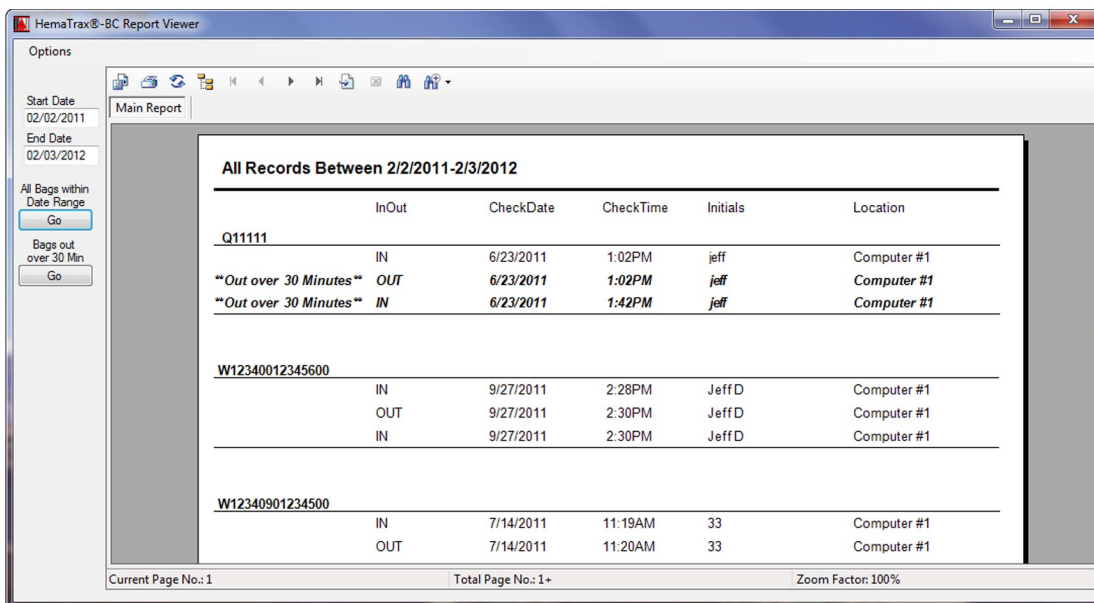 HemaTrax®-BC Report Viewer
Options
Start Date
02/02/2011
End Date
02/03/2012
All Bags within
Date Range
Go
Bags out
over 30 Min
Go
Main Report
All Records Between 2/2/2011-2/3/2012
InOut CheckDate CheckTime Initials Location
Q11111
IN 6/23/2011 1:02PM jeff Computer #1
**Out over 30 Minutes** OUT 6/23/2011 1:02PM jeff Computer #1
**Out over 30 Minutes** IN 6/23/2011 1:42PM jeff Computer #1
W12340012345600
IN 9/27/2011 2:28PM JeffD Computer #1
OUT 9/27/2011 2:30PM JeffD Computer #1
IN 9/27/2011 2:30PM JeffD Computer #1
W12340901234500
IN 7/14/2011 11:19AM 33 Computer #1
OUT 7/14/2011 11:20AM 33 Computer #1
Current Page No.: 1 Total Page No.: 1+ Zoom Factor: 100%